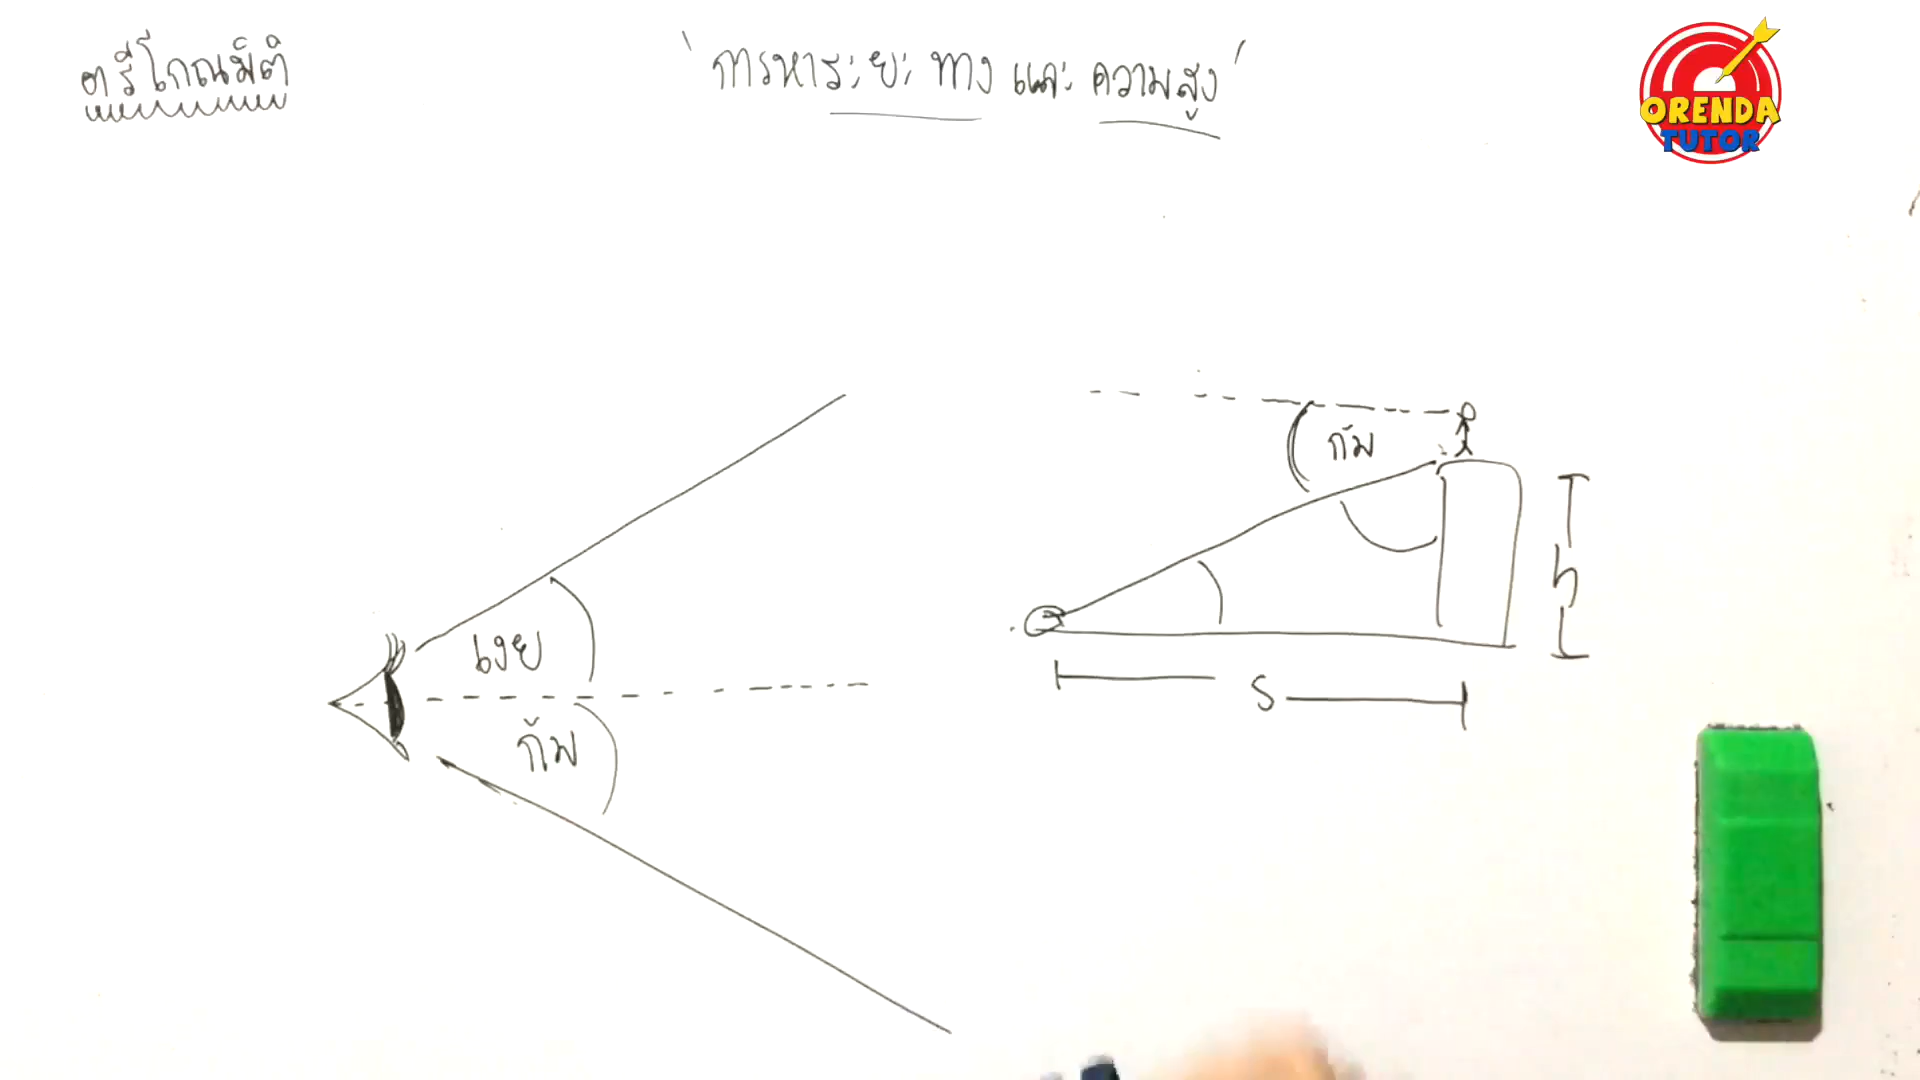 ตรีโกณมิติ
'การหาระยะทาง และ ความสูง'
ORENDA
TUTOR
ก้ม
h
เงย
S
ก้ม